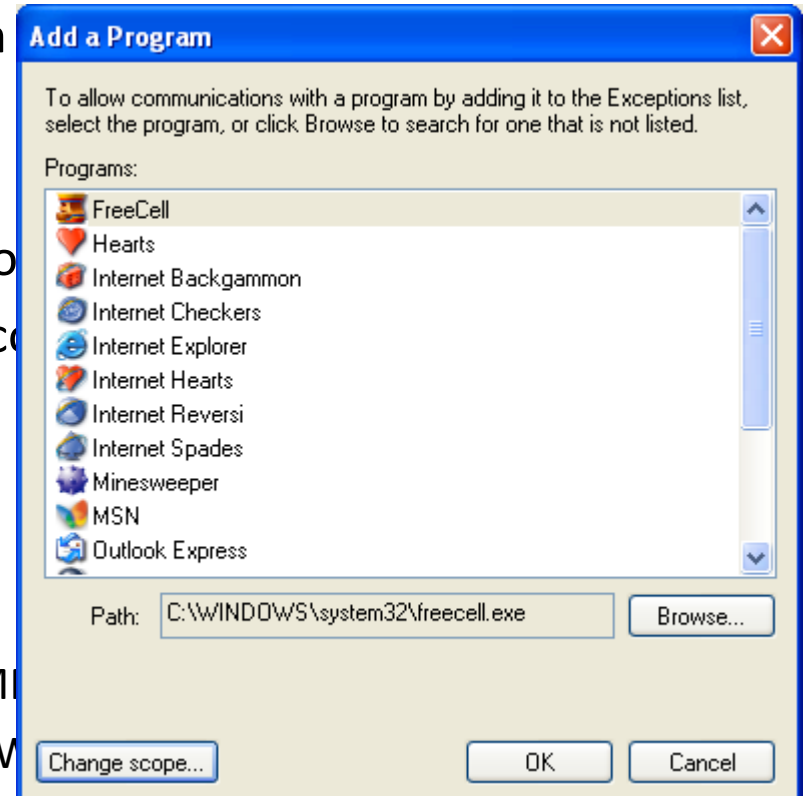 Add a Program
To allow communications with a program by adding it to the Exceptions list,
select the program, or click Browse to search for one that is not listed.
Programs:
FreeCell
Hearts
Internet Backgammon
Internet Checkers
Internet Explorer
Internet Hearts
Internet Reversi
Internet Spades
Minesweeper
MSN
Outlook Express
Path: C:\WINDOWS\system32\freecell.exe Browse...
Change scope... OK Cancel